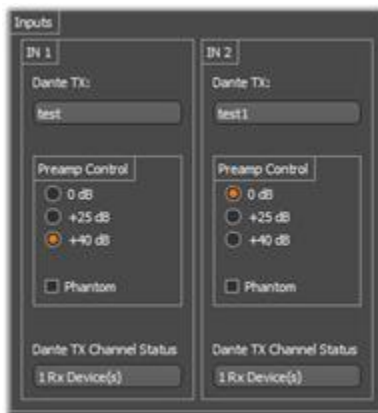 Inputs
IN 1
Dante TX:
test
Preamp Control
0 dB
+25 dB
+40 dB
Phantom
Dante TX Channel Status
1 Rx Device(s)
IN 2
Dante TX:
test1
Preamp Control
0 dB
+25 dB
+40 dB
Phantom
Dante TX Channel Status
1 Rx Device(s)